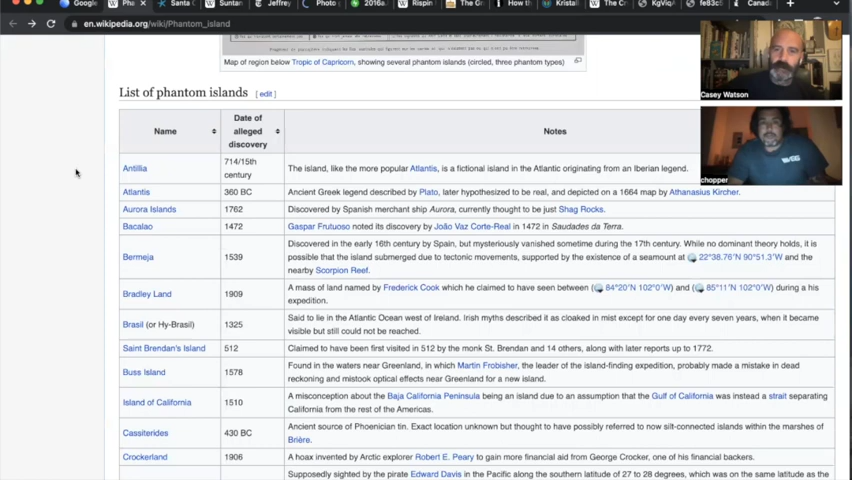 Google
Pha
Santa C
Suntan
Jeffrey
Photo g
2016a
Rispin
The Gr
How th
Kristall
The C
KgViqA
fe83c5
Canad
en.wikipedia.org/wiki/Phantom_island
Map of region below Tropic of Capricorn, showing several phantom islands (circled, three phantom types)
List of phantom islands [ edit ]
Casey Watson
chopper
Name
Date of
alleged
discovery
Notes
Antillia
714/15th
century
The island, like the more popular Atlantis, is a fictional island in the Atlantic originating from an Iberian legend.
Atlantis
360 BC
Ancient Greek legend described by Plato, later hypothesized to be real, and depicted on a 1664 map by Athanasius Kircher.
Aurora Islands
1762
Discovered by Spanish merchant ship Aurora, currently thought to be just Shag Rocks.
Bacalao
1472
Gaspar Frutuoso noted its discovery by João Vaz Corte-Real in 1472 in Saudades da Terra.
Bermeja
1539
Discovered in the early 16th century by Spain, but mysteriously vanished sometime during the 17th century. While no dominant theory holds, it is
possible that the island submerged due to tectonic movements, supported by the existence of a seamount at 22°38.76′N 90°51.3′W and the
nearby Scorpion Reef.
Bradley Land
1909
A mass of land named by Frederick Cook which he claimed to have seen between (84°20′N 102°0′W) and (85°11′N 102°0′W) during a his
expedition.
Brasil (or Hy-Brasil)
1325
Said to lie in the Atlantic Ocean west of Ireland. Irish myths described it as cloaked in mist except for one day every seven years, when it became
visible but still could not be reached.
Saint Brendan's Island
512
Claimed to have been first visited in 512 by the monk St. Brendan and 14 others, along with later reports up to 1772.
Buss Island
1578
Found in the waters near Greenland, in which Martin Frobisher, the leader of the island-finding expedition, probably made a mistake in dead
reckoning and mistook optical effects near Greenland for a new island.
Island of California
1510
A misconception about the Baja California Peninsula being an island due to an assumption that the Gulf of California was instead a strait separating
California from the rest of the Americas.
Cassiterides
430 BC
Ancient source of Phoenician tin. Exact location unknown but thought to have possibly referred to now silt-connected islands within the marshes of
Brière.
Crockerland
1906
A hoax invented by Arctic explorer Robert E. Peary to gain more financial aid from George Crocker, one of his financial backers.
Supposedly sighted by the pirate Edward Davis in the Pacific along the southern latitude of 27 to 28 degrees, which was on the same latitude as the